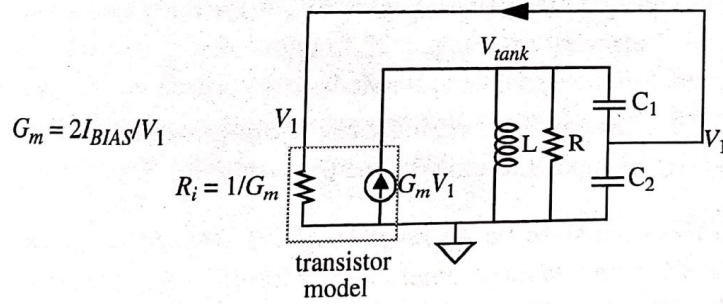 V_tank
G_m = 2I_BIAS/V_1
V_1
L
R
C_1
V_1
C_2
R_i = 1/G_m
G_mV_1
transistor
model